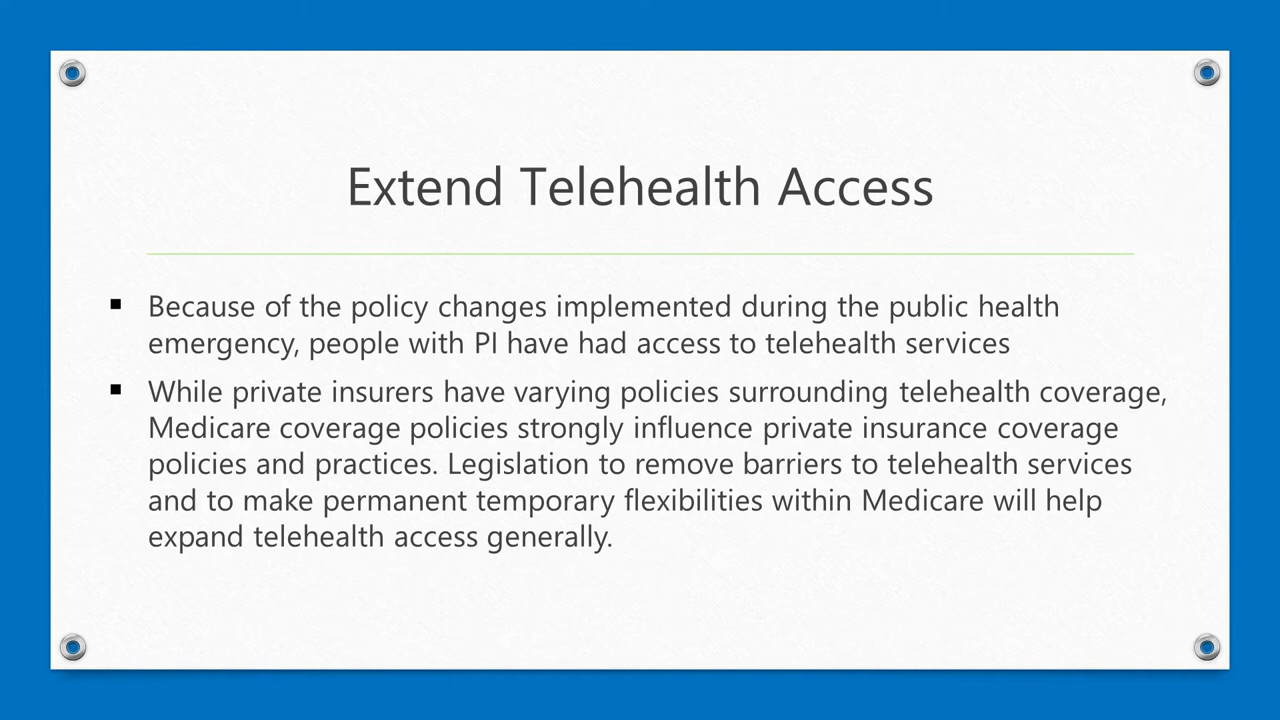 Extend Telehealth Access
▪ Because of the policy changes implemented during the public health
emergency, people with PI have had access to telehealth services
▪ While private insurers have varying policies surrounding telehealth coverage,
Medicare coverage policies strongly influence private insurance coverage
policies and practices. Legislation to remove barriers to telehealth services
and to make permanent temporary flexibilities within Medicare will help
expand telehealth access generally.